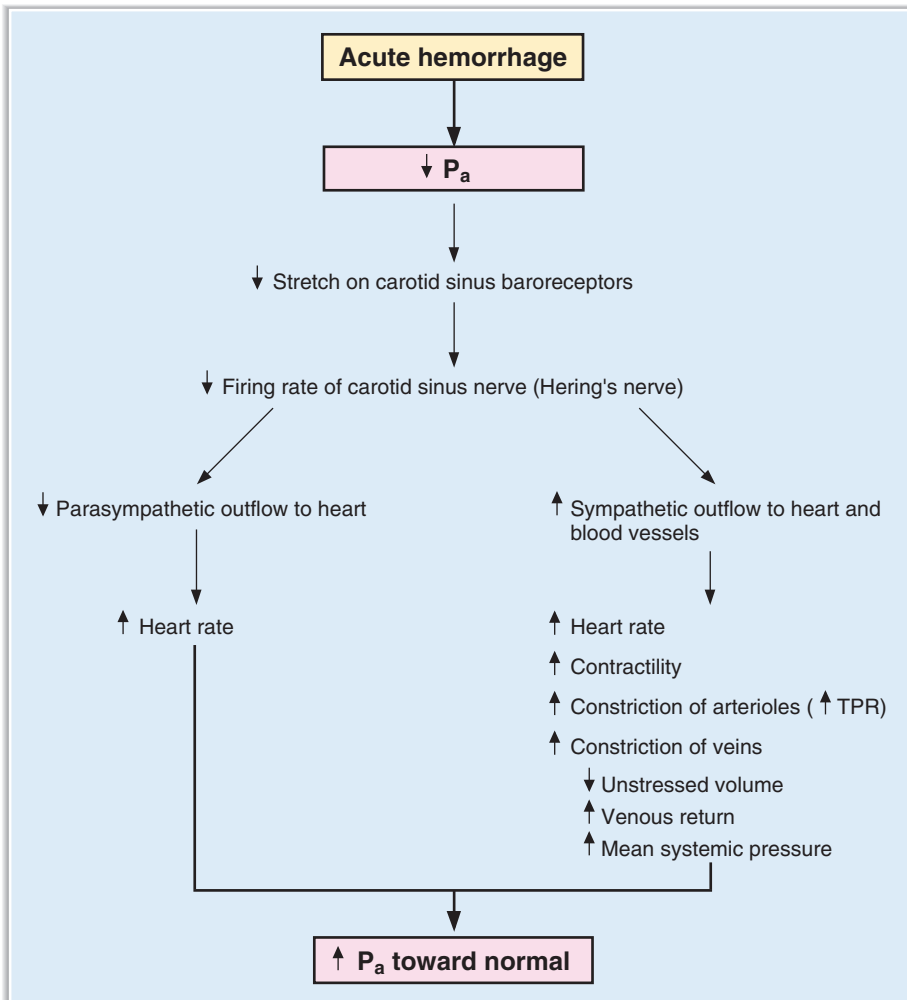 Acute hemorrhage
↓ Pa
↓ Stretch on carotid sinus baroreceptors
↓ Firing rate of carotid sinus nerve (Hering's nerve)
↓ Parasympathetic outflow to heart
↑ Heart rate
↑ Sympathetic outflow to heart and
blood vessels
↑ Heart rate
↑ Contractility
↑ Constriction of arterioles (↑ TPR)
↑ Constriction of veins
↓ Unstressed volume
↑ Venous return
↑ Mean systemic pressure
↑ Pa toward normal